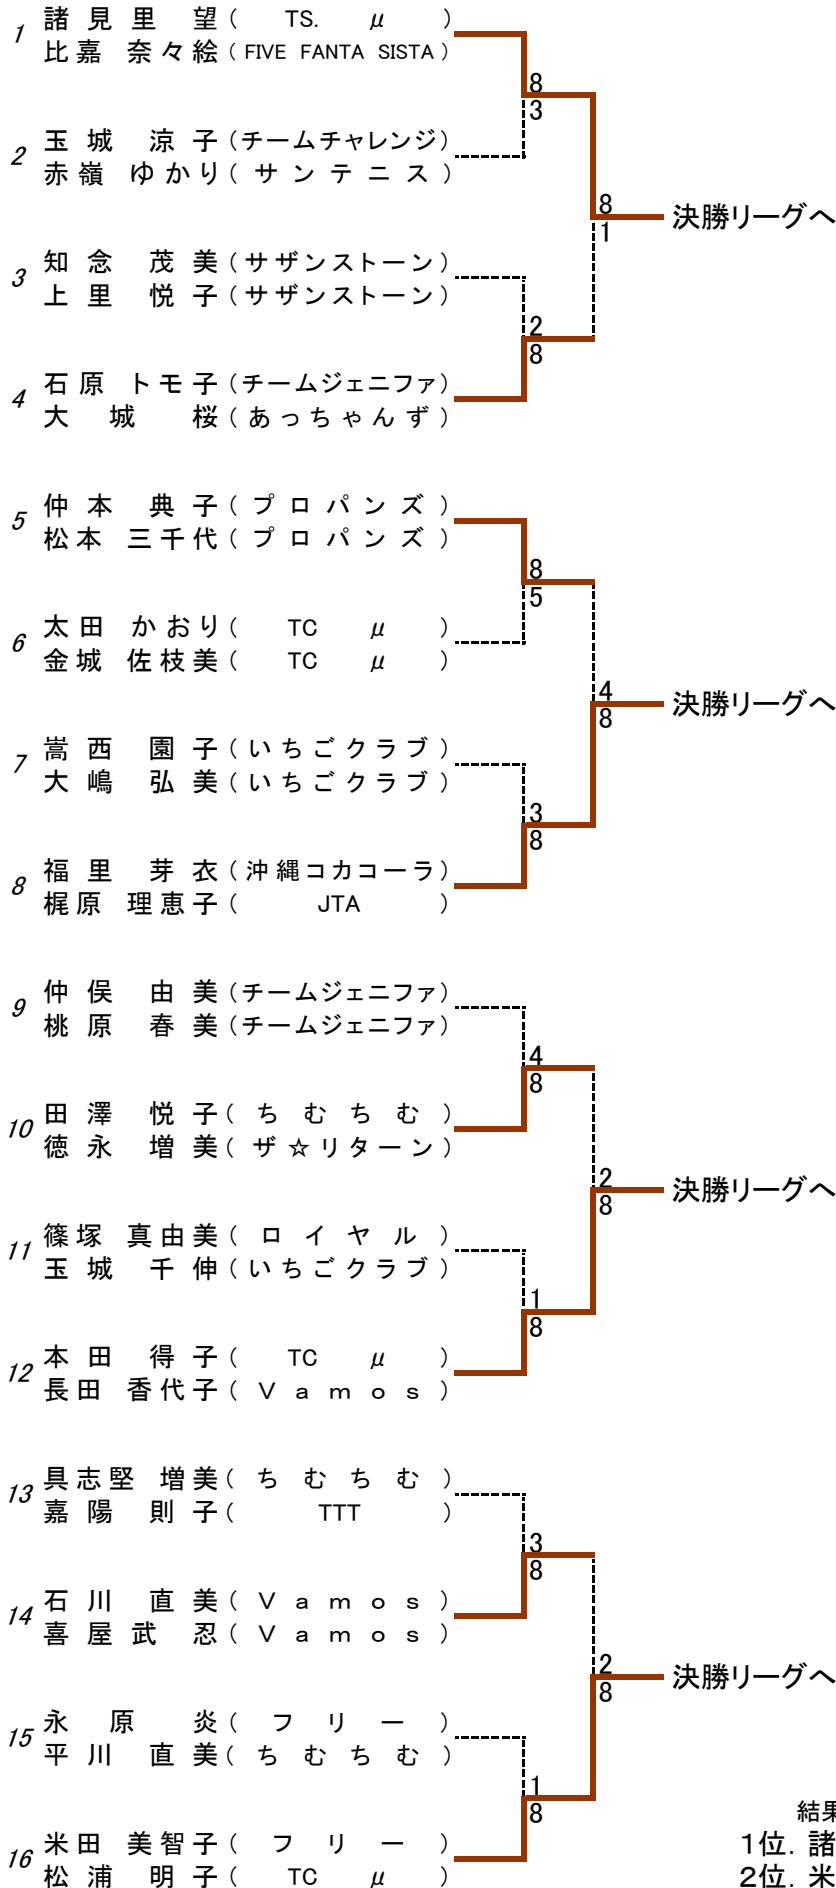 1 諸見里 望 ( TS. μ )
比嘉 奈々絵 ( FIVE FANTA SISTA )
8
3
2 玉城 涼子 (チームチャレンジ)
赤嶺 ゆかり ( サンテニス )
8
1
決勝リーグへ
3 知念 茂美 (サザンストーン)
上里 悦子 (サザンストーン)
2
8
4 石原 トモ子 (チームジェニファ)
大城 桜 (あっちゃんず)
5 仲本 典子 ( プロパンズ )
松本 三千代 ( プロパンズ )
8
5
6 太田 かおり ( TC μ )
金城 佐枝美 ( TC μ )
4
8
決勝リーグへ
7 嵩西 園子 (いちごクラブ)
大嶋 弘美 (いちごクラブ)
3
8
8 福里 芽衣 (沖縄コカコーラ)
梶原 理恵子 ( JTA )
9 仲俣 由美 (チームジェニファ)
桃原 春美 (チームジェニファ)
4
8
10 田澤 悦子 ( ちむちむ )
徳永 増美 ( ザ☆リターン )
2
8
決勝リーグへ
11 篠塚 真由美 ( ロイヤル )
玉城 千伸 (いちごクラブ)
1
8
12 本田 得子 ( TC μ )
長田 香代子 ( Vamos )
13 具志堅 増美 ( ちむちむ )
嘉陽 則子 ( TTT )
3
8
14 石川 直美 ( Vamos )
喜屋武 忍 ( Vamos )
2
8
決勝リーグへ
15 永原 炎 ( フリー )
平川 直美 ( ちむちむ )
1
8
結果
16 米田 美智子 ( フリー )
松浦 明子 ( TC μ )
1位. 諸
2位. 米